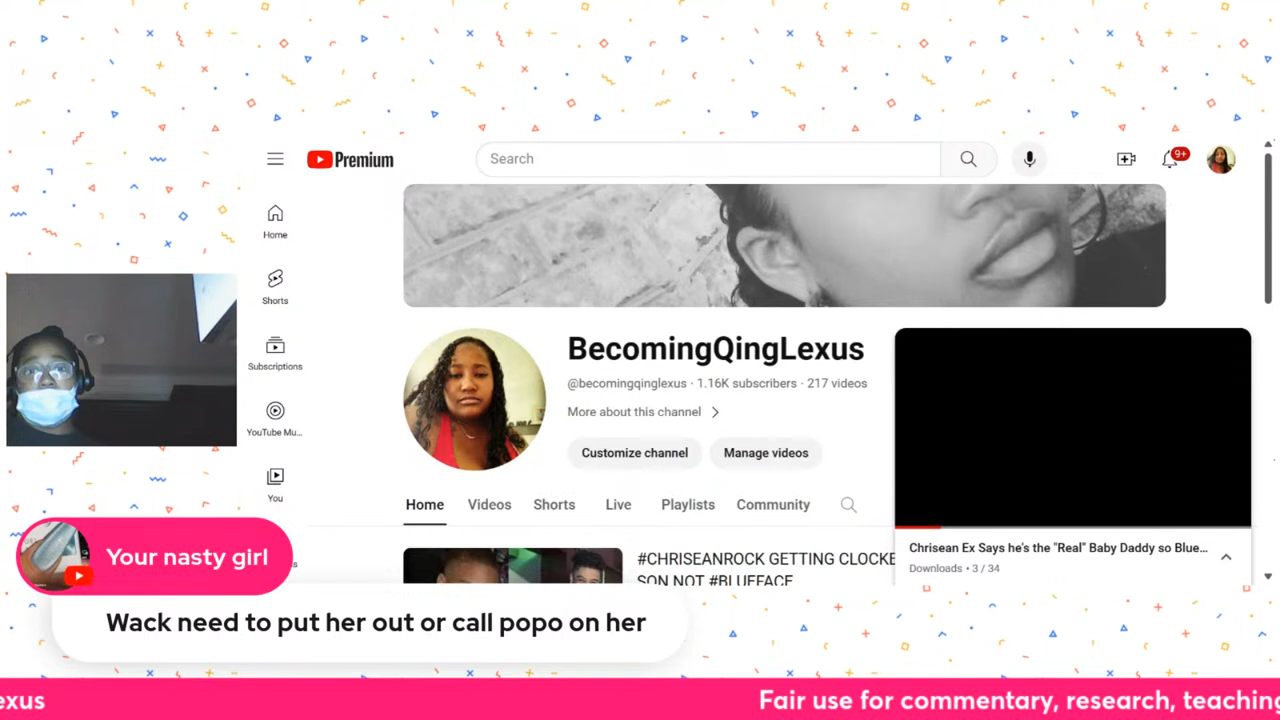 Premium
Search
9+
Home
Shorts
Subscriptions
YouTube Mu...
You
BecomingQingLexus
@becomingqinglexus · 1.16K subscribers · 217 videos
More about this channel
Customize channel
Manage videos
Home
Videos
Shorts
Live
Playlists
Community
#CHRISEANROCK GETTING CLOCKE
SON NOT #BLUEFACE
Chrisean Ex Says he's the "Real" Baby Daddy so Blue...
Downloads • 3 / 34
Your nasty girl
Wack need to put her out or call popo on her
exus
Fair use for commentary, research, teaching